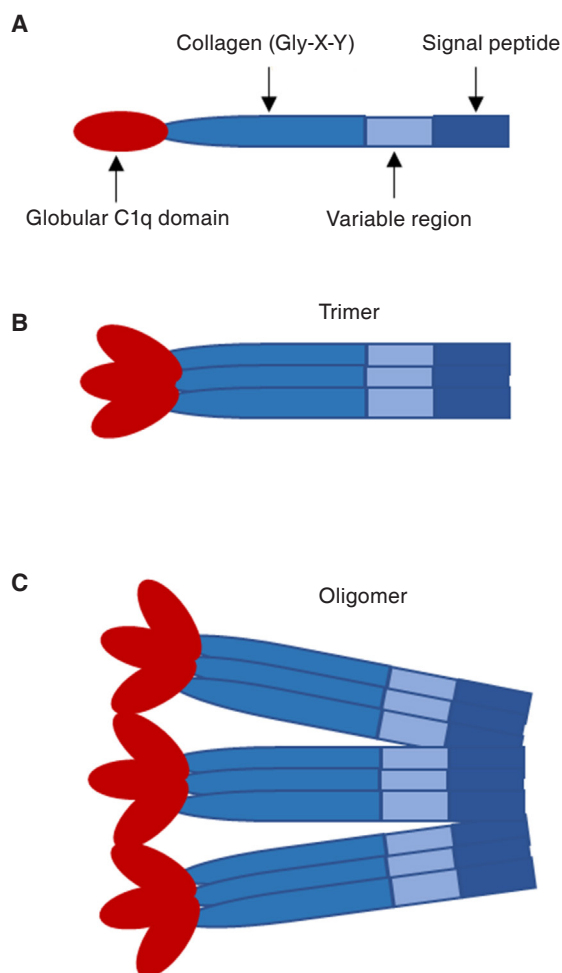 A
Collagen (Gly-X-Y)
Signal peptide
Globular C1q domain
Variable region
B
Trimer
C
Oligomer